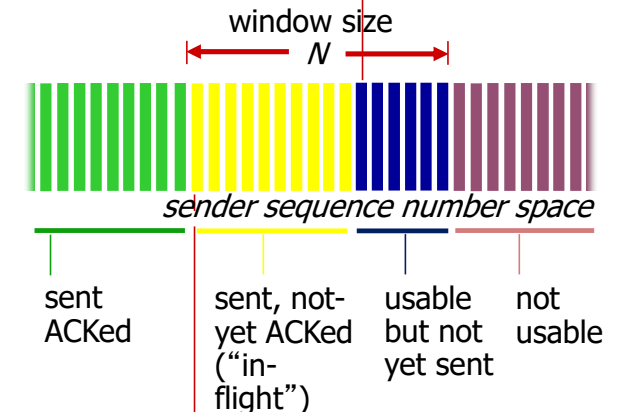 window size
N
sender sequence number space
sent
ACKed
sent, not-
yet ACKed
(“in-
flight”)
usable
but not
yet sent
not
usable